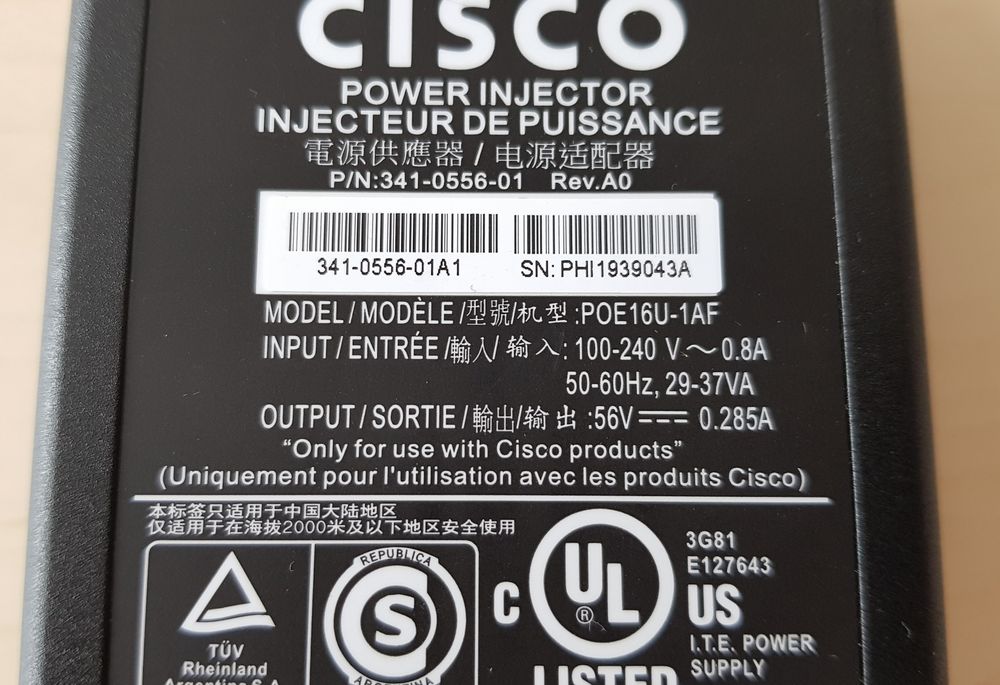 CISCO
POWER INJECTOR
INJECTEUR DE PUISSANCE
電源供應器 / 电源适配器
P/N:341-0556-01 Rev.A0
341-0556-01A1 SN: PHI1939043A
MODEL / MODÈLE /型號/机型 :POE16U-1AF
INPUT / ENTRÉE /輸入/ 输入: 100-240 V ～ 0.8A
50-60Hz, 29-37VA
OUTPUT / SORTIE / 輸出/输出 :56V ⎓ 0.285A
“Only for use with Cisco products”
(Uniquement pour l'utilisation avec les produits Cisco)
本标签只适用于中国大陆地区
仅适用于在海拔2000米及以下地区安全使用
TÜV
Rheinland
Argentina S.A.
REPUBLICA
S
ARGENTINA
C UL ® US
LISTED
3G81
E127643
I.T.E. POWER
SUPPLY